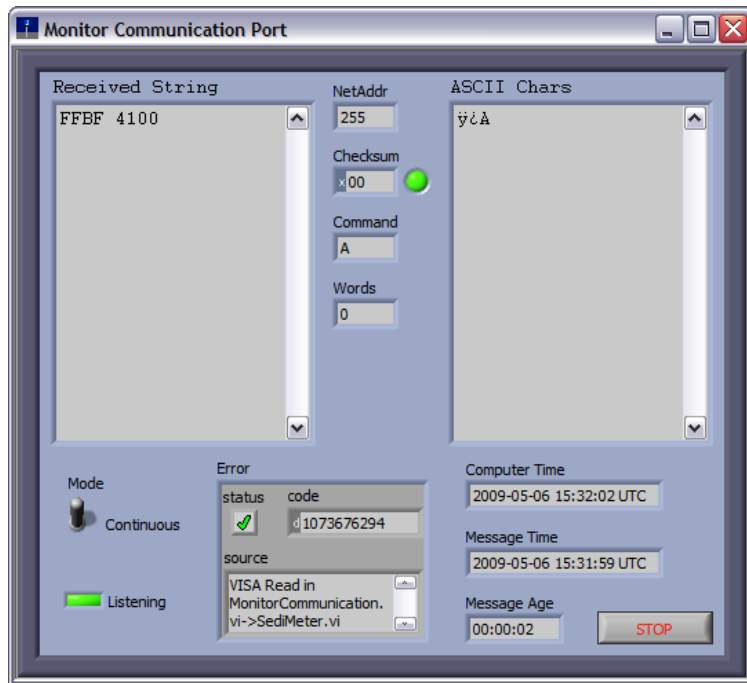 Monitor Communication Port
Received String
FFBF 4100
NetAddr
255
Checksum
x00
Command
A
Words
0
ASCII Chars
ÿ¿A
Mode
Continuous
Listening
Error
status code
d1073676294
source
VISA Read in
MonitorCommunication.
vi->SediMeter.vi
Computer Time
2009-05-06 15:32:02 UTC
Message Time
2009-05-06 15:31:59 UTC
Message Age
00:00:02
STOP